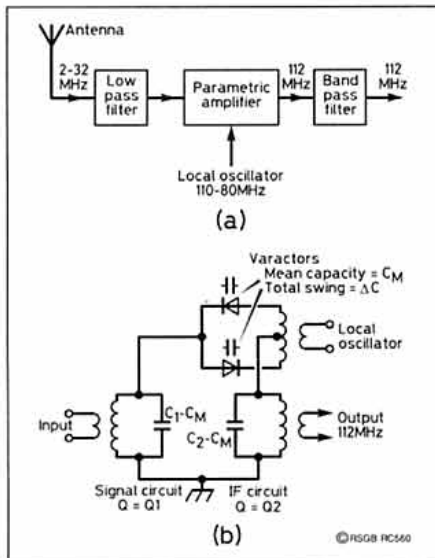 Antenna
2-32
MHz
Low
pass
filter
Parametric
amplifier
112
MHz
Band
pass
filter
112
MHz
Local oscillator
110-80MHz
(a)
Varactors
Mean capacity = CM
Total swing = ΔC
Local
oscillator
Input
C1-CM
C2-CM
Output
112MHz
Signal circuit
Q = Q1
IF circuit
Q = Q2
(b)
©RSGB RC560